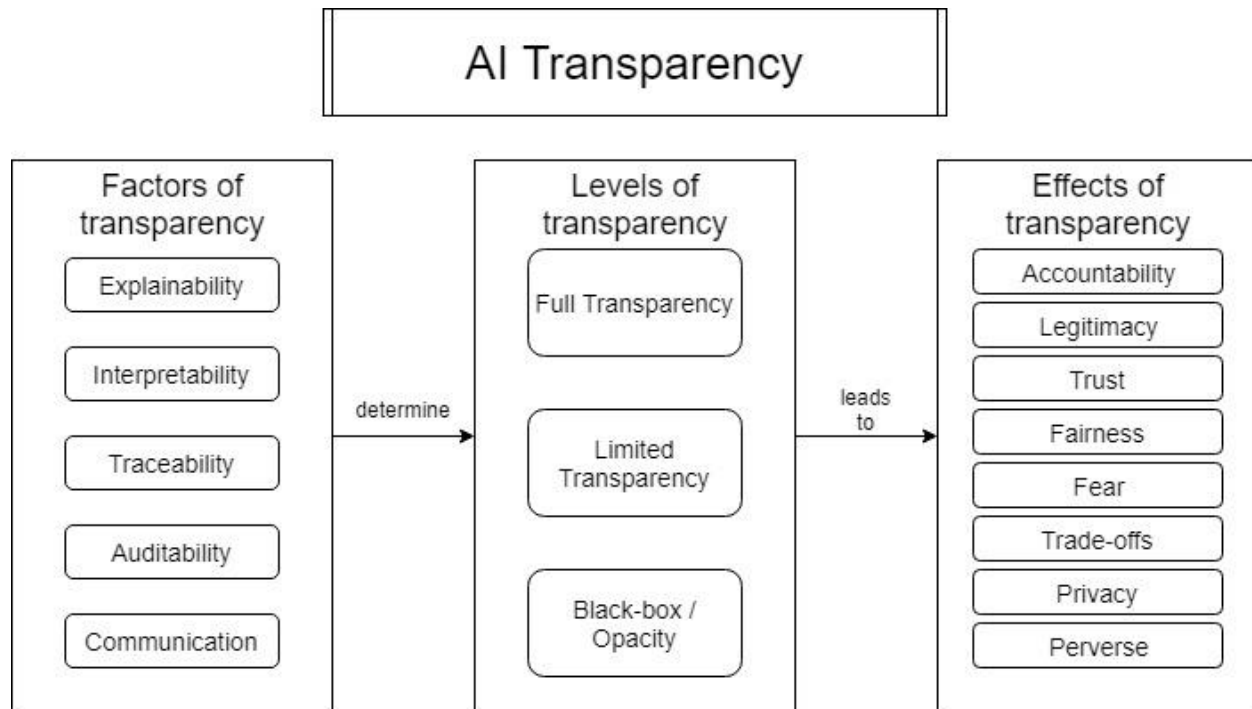 AI Transparency
Factors of
transparency
Explainability
Interpretability
Traceability
Auditability
Communication
determine
Levels of
transparency
Full Transparency
Limited
Transparency
Black-box /
Opacity
leads
to
Effects of
transparency
Accountability
Legitimacy
Trust
Fairness
Fear
Trade-offs
Privacy
Perverse